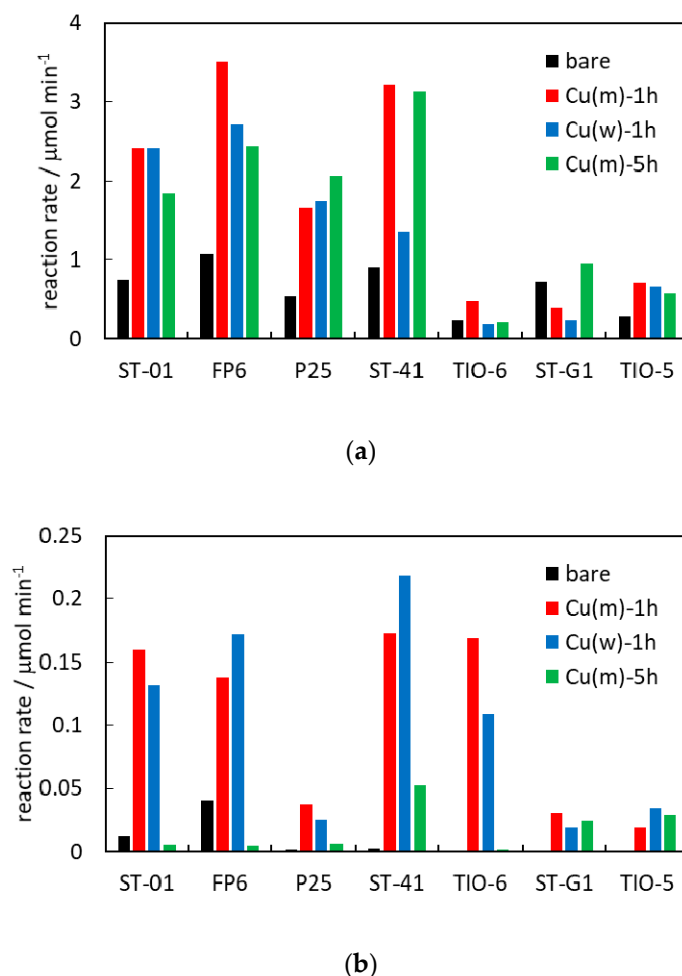 4
3
2
1
0
reaction rate / μmol min⁻¹
bare
Cu(m)-1h
Cu(w)-1h
Cu(m)-5h
ST-01 FP6 P25 ST-41 TIO-6 ST-G1 TIO-5
(a)
0.25
0.2
0.15
0.1
0.05
0
reaction rate / μmol min⁻¹
bare
Cu(m)-1h
Cu(w)-1h
Cu(m)-5h
ST-01 FP6 P25 ST-41 TIO-6 ST-G1 TIO-5
(b)